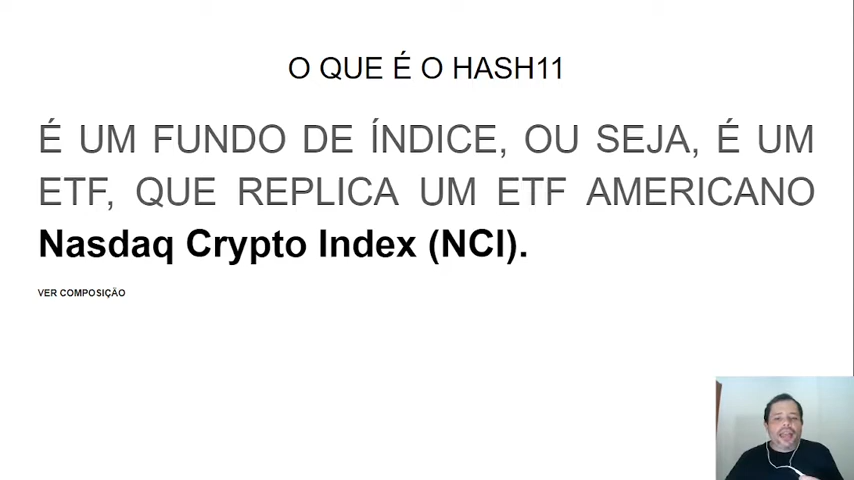 O QUE É O HASH11
É UM FUNDO DE ÍNDICE, OU SEJA, É UM
ETF, QUE REPLICA UM ETF AMERICANO
Nasdaq Crypto Index (NCI).
VER COMPOSIÇÃO